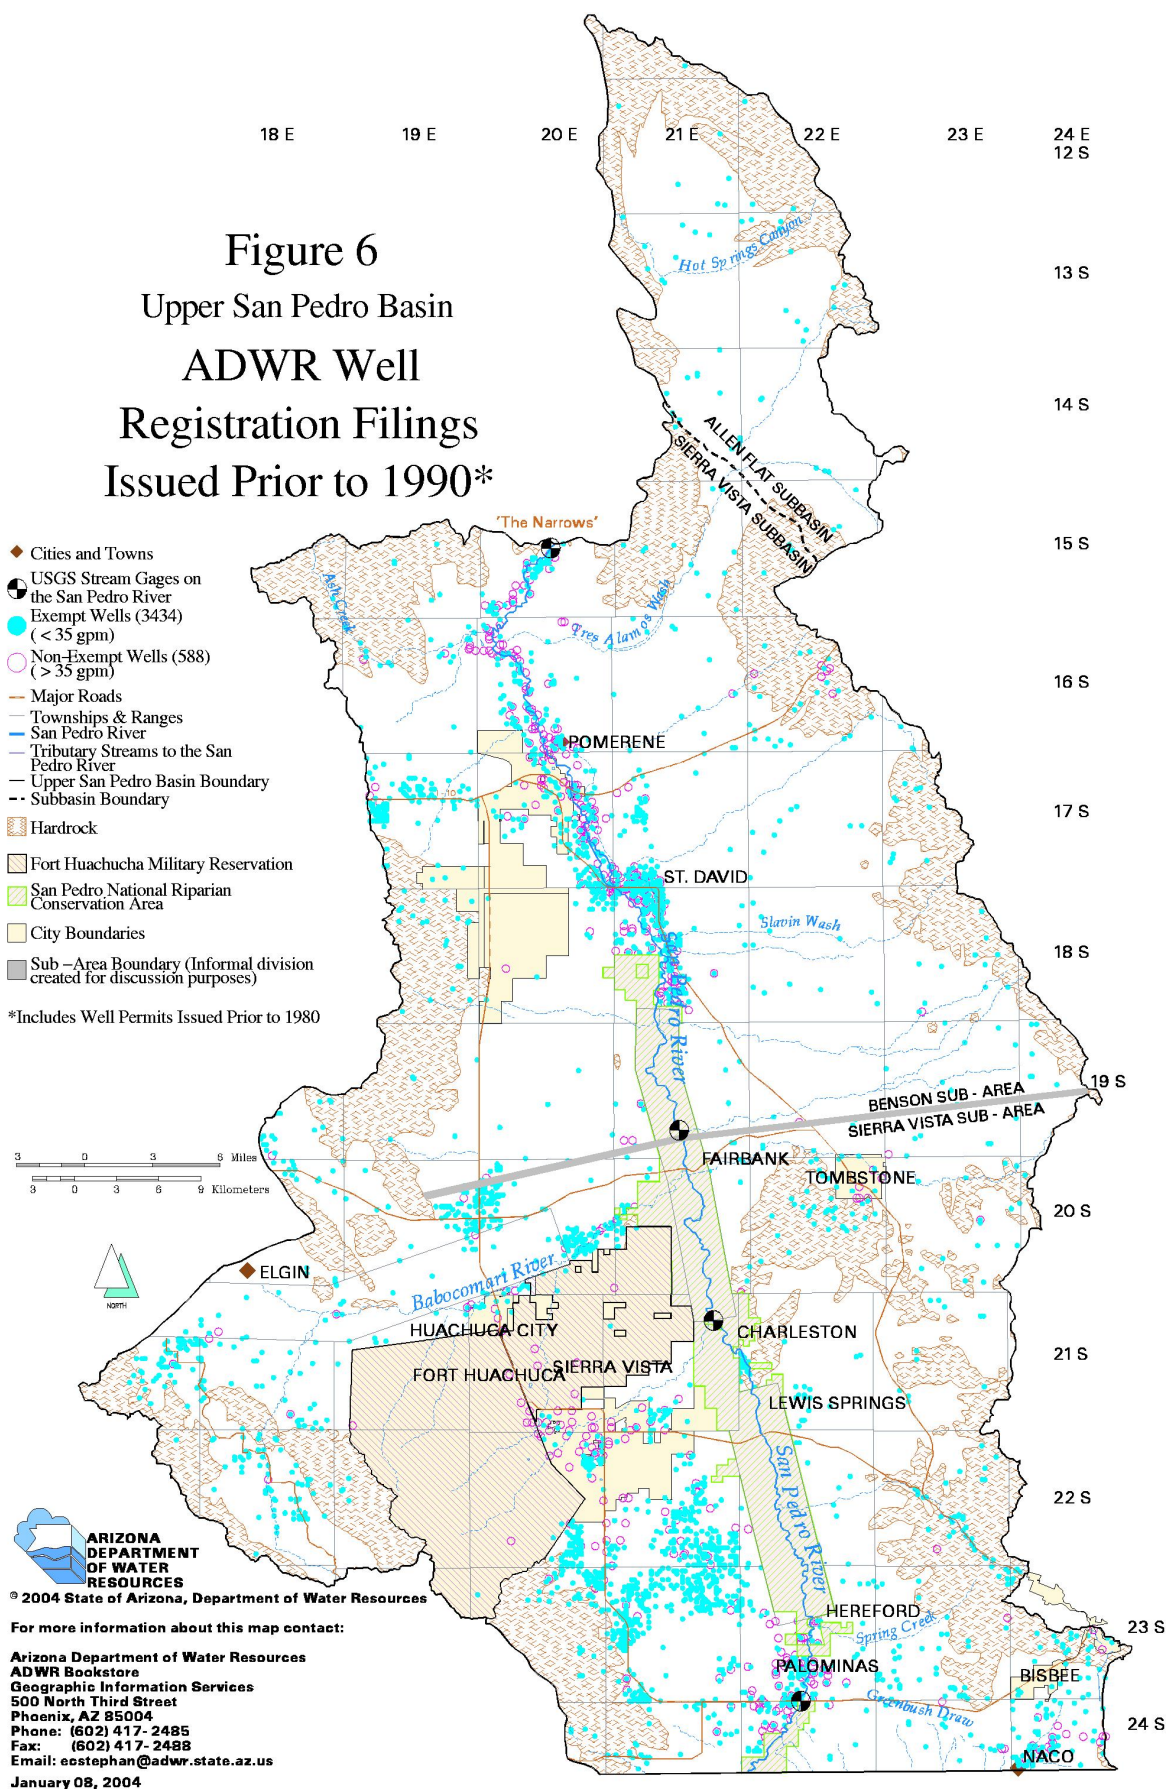 18 E 19 E 20 E 21 E 22 E 23 E 24 E
12 S
13 S
14 S
15 S
16 S
17 S
18 S
19 S
20 S
21 S
22 S
23 S
24 S
Figure 6
Upper San Pedro Basin
ADWR Well
Registration Filings
Issued Prior to 1990*
Cities and Towns
USGS Stream Gages on
the San Pedro River
Exempt Wells (3434)
( < 35 gpm)
Non-Exempt Wells (588)
( > 35 gpm)
Major Roads
Townships & Ranges
San Pedro River
Tributary Streams to the San
Pedro River
Upper San Pedro Basin Boundary
Subbasin Boundary
Hardrock
Fort Huachucha Military Reservation
San Pedro National Riparian
Conservation Area
City Boundaries
Sub -Area Boundary (Informal division
created for discussion purposes)
*Includes Well Permits Issued Prior to 1980
3 0 3 6 Miles
3 0 3 6 9 Kilometers
NORTH
Hot Springs Canyon
ALLEN FLAT SUBBASIN
SIERRA VISTA SUBBASIN
'The Narrows'
Ash Creek
Tres Alamos Wash
POMERENE
I-10
ST. DAVID
Slavin Wash
San Pedro River
BENSON SUB - AREA
SIERRA VISTA SUB - AREA
FAIRBANK
TOMBSTONE
ELGIN
Babocomari River
HUACHUCA CITY
CHARLESTON
FORT HUACHUCA
SIERRA VISTA
LEWIS SPRINGS
San Pedro River
HEREFORD
Spring Creek
PALOMINAS
BISBEE
Greenbush Draw
NACO
ARIZONA
DEPARTMENT
OF WATER
RESOURCES
© 2004 State of Arizona, Department of Water Resources
For more information about this map contact:
Arizona Department of Water Resources
ADWR Bookstore
Geographic Information Services
500 North Third Street
Phoenix, AZ 85004
Phone: (602) 417- 2485
Fax: (602) 417- 2488
Email: ecstephan@adwr.state.az.us
January 08, 2004